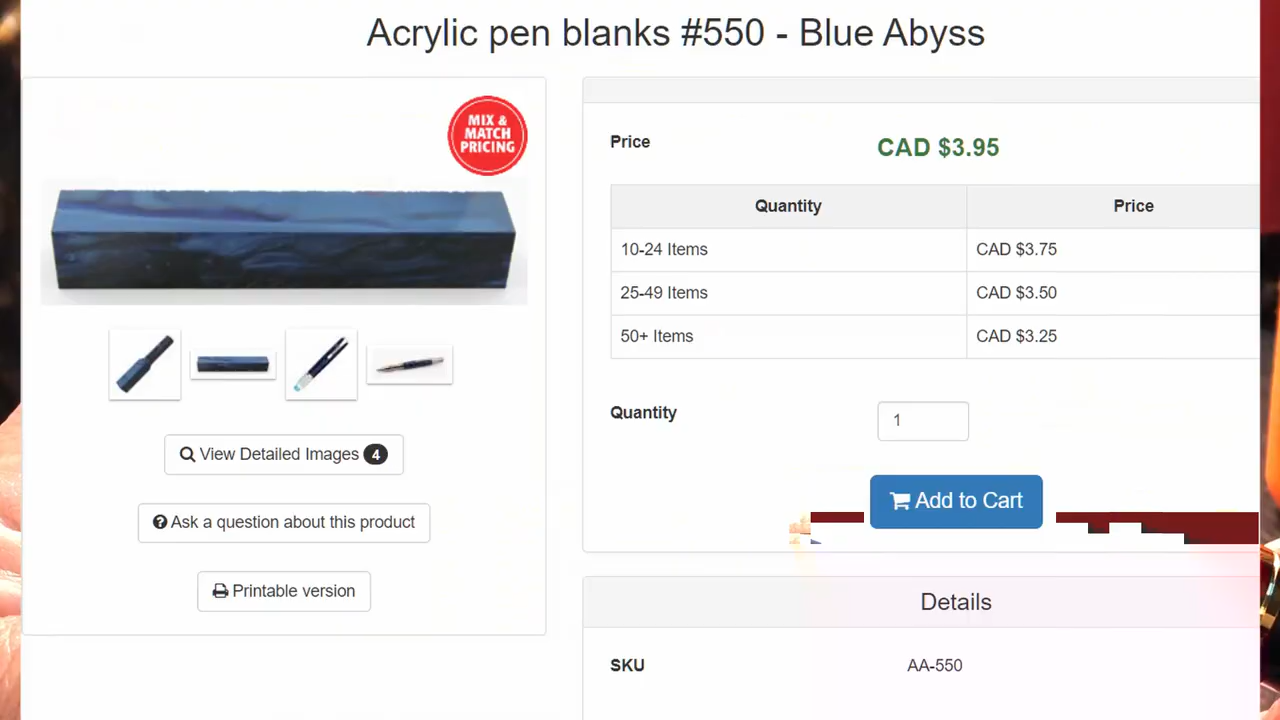 Acrylic pen blanks #550 - Blue Abyss
MIX &
MATCH
PRICING
View Detailed Images 4
Ask a question about this product
Printable version
Price CAD $3.95
Quantity Price
10-24 Items CAD $3.75
25-49 Items CAD $3.50
50+ Items CAD $3.25
Quantity 1
Add to Cart
Details
SKU AA-550